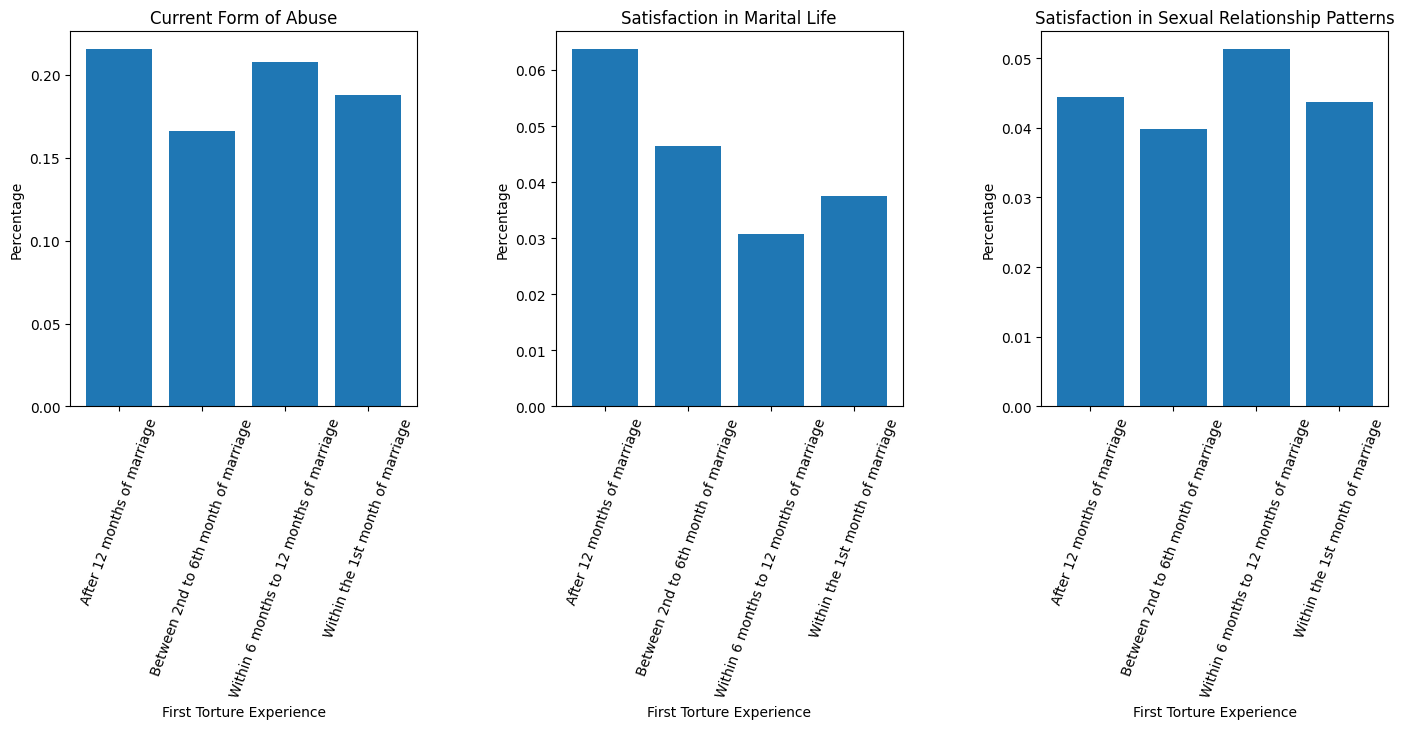 Current Form of Abuse
Percentage
0.20
0.15
0.10
0.05
0.00
After 12 months of marriage
Between 2nd to 6th month of marriage
Within 6 months to 12 months of marriage
Within the 1st month of marriage
First Torture Experience
Satisfaction in Marital Life
Percentage
0.06
0.05
0.04
0.03
0.02
0.01
0.00
After 12 months of marriage
Between 2nd to 6th month of marriage
Within 6 months to 12 months of marriage
Within the 1st month of marriage
First Torture Experience
Satisfaction in Sexual Relationship Patterns
Percentage
0.05
0.04
0.03
0.02
0.01
0.00
After 12 months of marriage
Between 2nd to 6th month of marriage
Within 6 months to 12 months of marriage
Within the 1st month of marriage
First Torture Experience